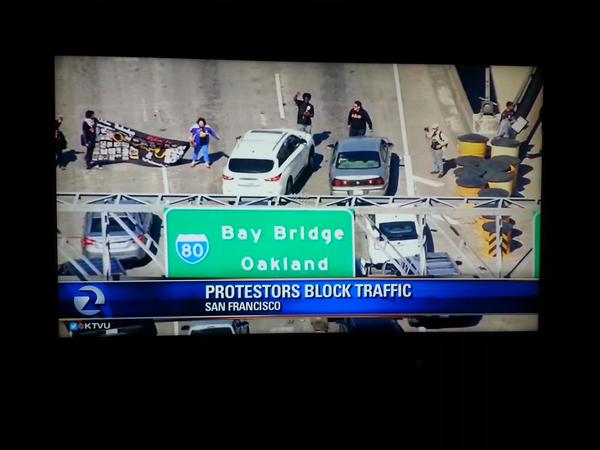 80
Bay Bridge
Oakland
2
PROTESTORS BLOCK TRAFFIC
SAN FRANCISCO
KTVU